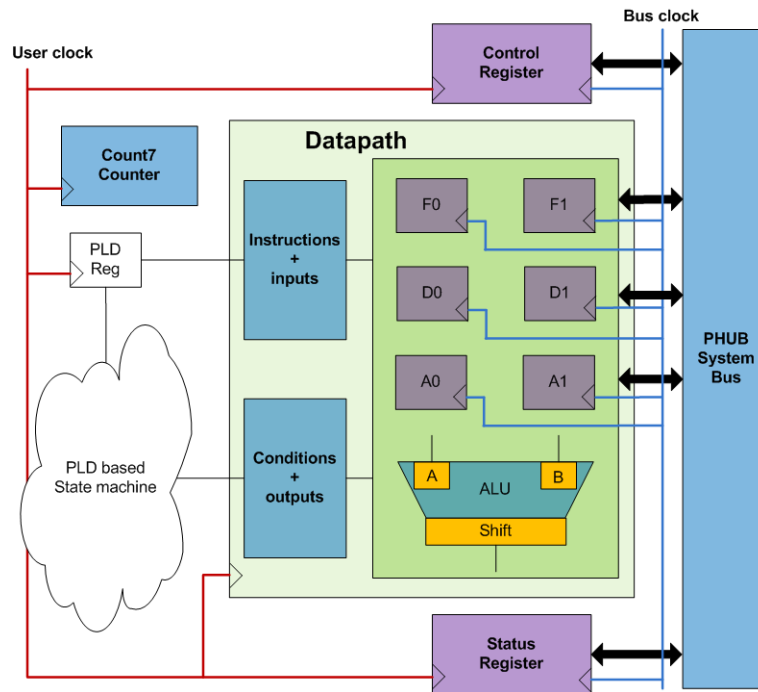 Bus clock
User clock
Control
Register
Count7
Counter
Datapath
F0
F1
PLD
Reg
Instructions
+
inputs
D0
D1
PHUB
System
Bus
A0
A1
PLD based
State machine
Conditions
+
outputs
A
B
ALU
Shift
Status
Register